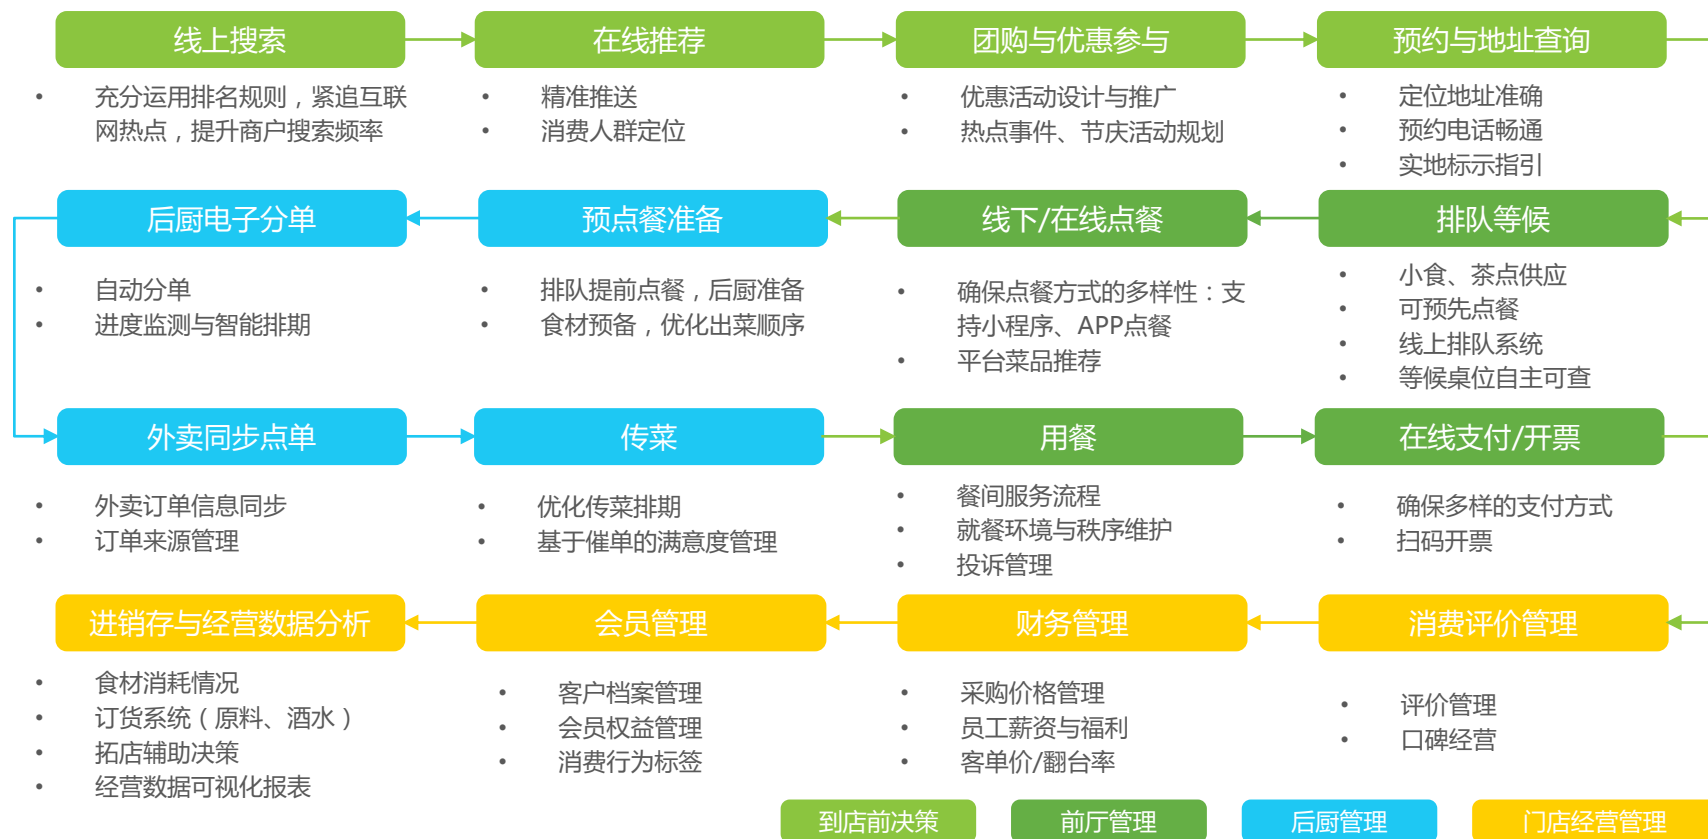 线上搜索
在线推荐
团购与优惠参与
预约与地址查询
• 充分运用排名规则，紧追互联
网热点，提升商户搜索频率
• 精准推送
• 消费人群定位
• 优惠活动设计与推广
• 热点事件、节庆活动规划
• 定位地址准确
• 预约电话畅通
• 实地标示指引
后厨电子分单
预点餐准备
线下/在线点餐
排队等候
• 自动分单
• 进度监测与智能排期
• 排队提前点餐，后厨准备
• 食材预备，优化出菜顺序
• 确保点餐方式的多样性：支
持小程序、APP点餐
• 平台菜品推荐
• 小食、茶点供应
• 可预先点餐
• 线上排队系统
• 等候桌位自主可查
外卖同步点单
传菜
用餐
在线支付/开票
• 外卖订单信息同步
• 订单来源管理
• 优化传菜排期
• 基于催单的满意度管理
• 餐间服务流程
• 就餐环境与秩序维护
• 投诉管理
• 确保多样的支付方式
• 扫码开票
进销存与经营数据分析
会员管理
财务管理
消费评价管理
• 食材消耗情况
• 订货系统（原料、酒水）
• 拓店辅助决策
• 经营数据可视化报表
• 客户档案管理
• 会员权益管理
• 消费行为标签
• 采购价格管理
• 员工薪资与福利
• 客单价/翻台率
• 评价管理
• 口碑经营
到店前决策
前厅管理
后厨管理
门店经营管理